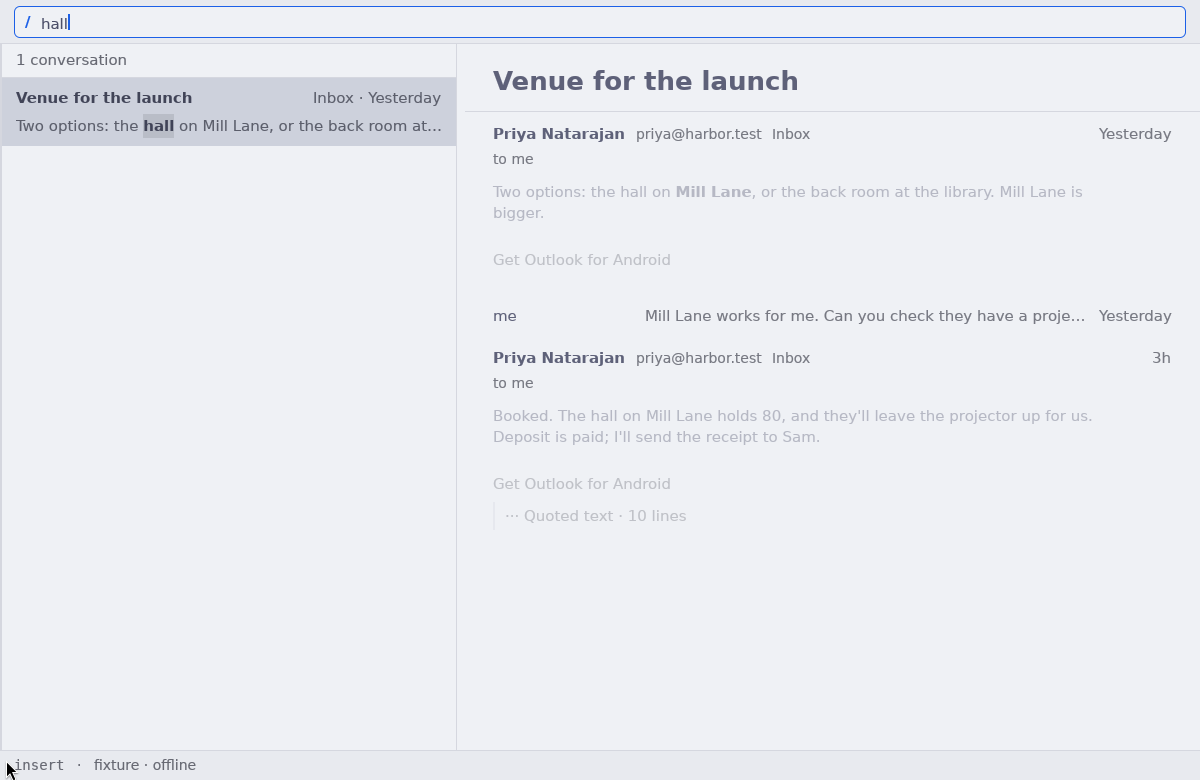 / hall
1 conversation
Venue for the launch Inbox · Yesterday
Two options: the hall on Mill Lane, or the back room at…
Venue for the launch
Priya Natarajan priya@harbor.test Inbox Yesterday
to me
Two options: the hall on Mill Lane, or the back room at the library. Mill Lane is
bigger.
Get Outlook for Android
me Mill Lane works for me. Can you check they have a proje… Yesterday
Priya Natarajan priya@harbor.test Inbox 3h
to me
Booked. The hall on Mill Lane holds 80, and they'll leave the projector up for us.
Deposit is paid; I'll send the receipt to Sam.
Get Outlook for Android
··· Quoted text · 10 lines
insert · fixture · offline